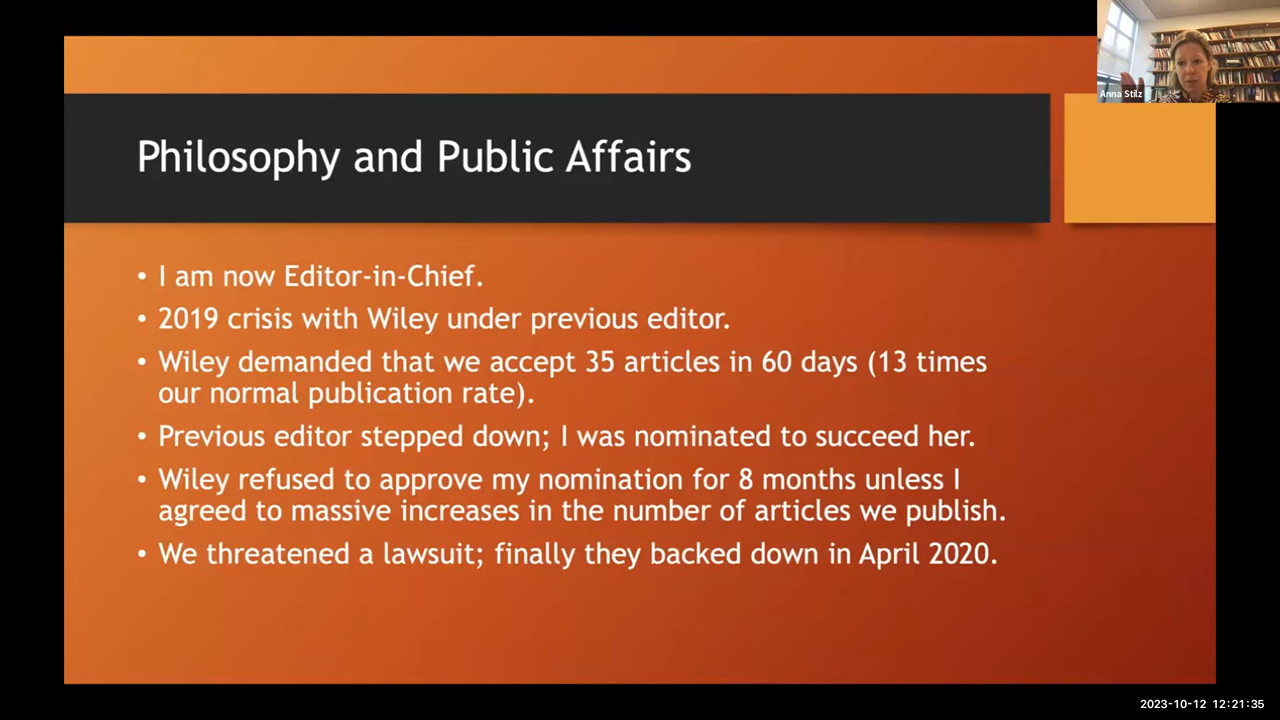 Anna Stilz
Philosophy and Public Affairs
• I am now Editor-in-Chief.
• 2019 crisis with Wiley under previous editor.
• Wiley demanded that we accept 35 articles in 60 days (13 times
our normal publication rate).
• Previous editor stepped down; I was nominated to succeed her.
• Wiley refused to approve my nomination for 8 months unless I
agreed to massive increases in the number of articles we publish.
• We threatened a lawsuit; finally they backed down in April 2020.
2023-10-12 12:21:35